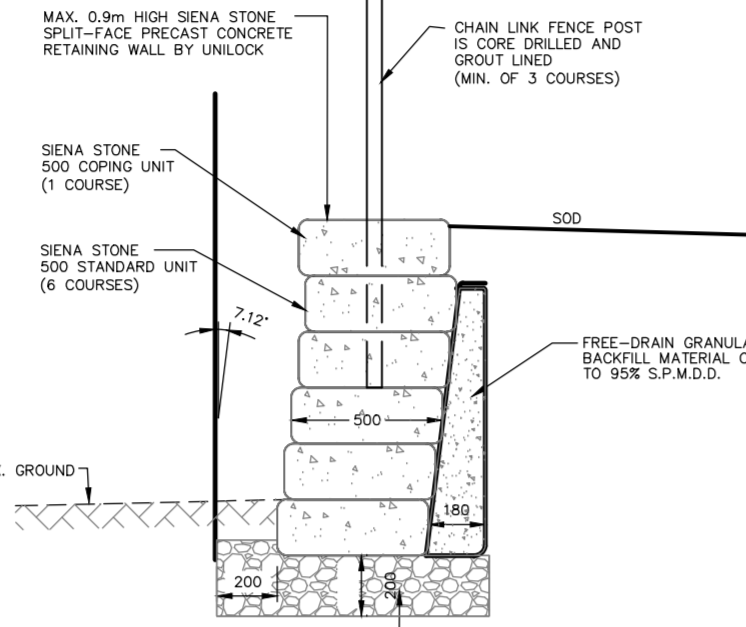 MAX. 0.9m HIGH SIENA STONE
SPLIT-FACE PRECAST CONCRETE
RETAINING WALL BY UNILOCK
CHAIN LINK FENCE POST
IS CORE DRILLED AND
GROUT LINED
(MIN. OF 3 COURSES)
SIENA STONE
500 COPING UNIT
(1 COURSE)
SOD
SIENA STONE
500 STANDARD UNIT
(6 COURSES)
7.12°
FREE-DRAIN GRANULA
BACKFILL MATERIAL C
TO 95% S.P.M.D.D.
500
. GROUND
180
200
200